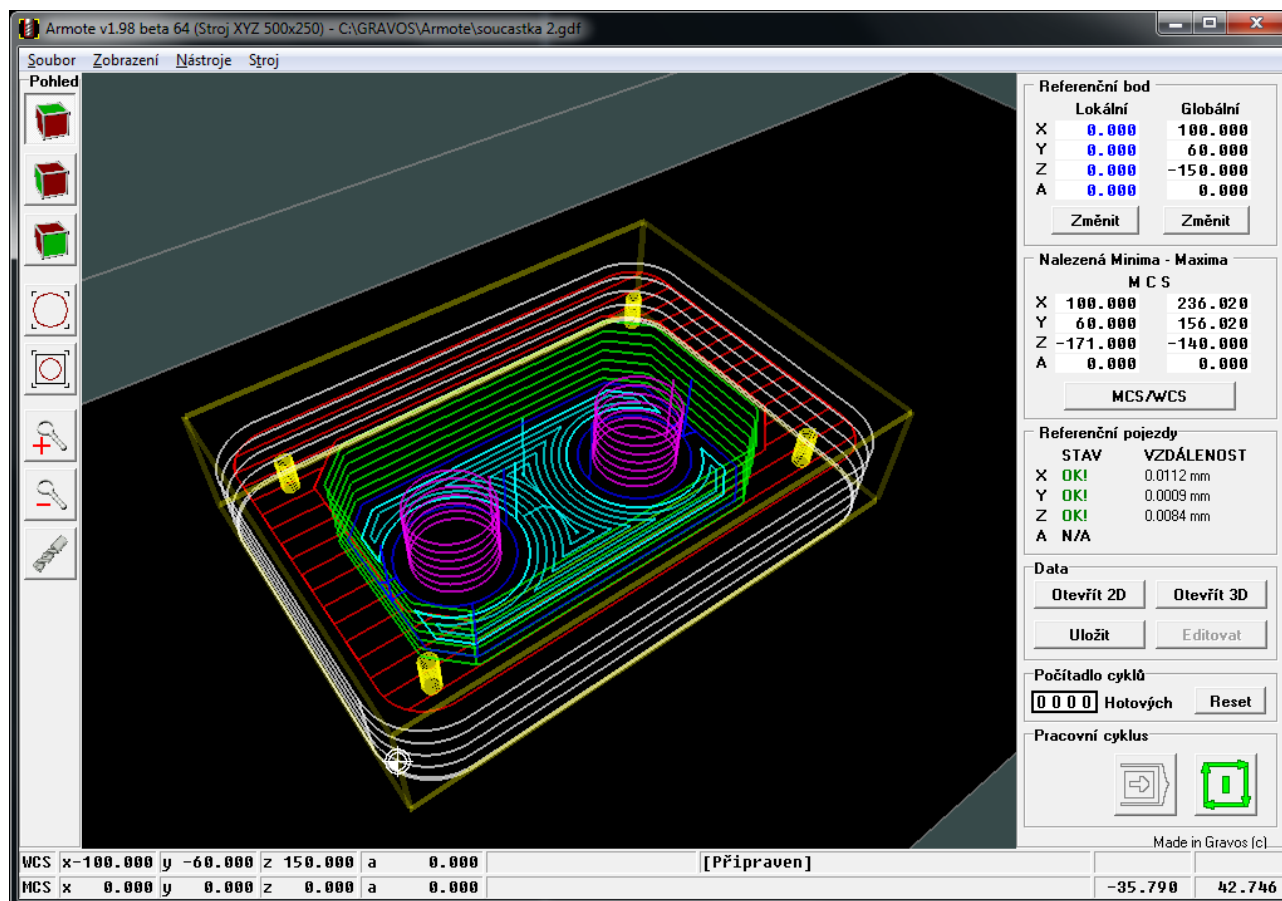 Armote v1.98 beta 64 (Stroj XYZ 500x250) - C:\GRAVOS\Armote\soucastka 2.gdf
Soubor Zobrazení Nástroje Stroj
Pohled
Referenční bod
Lokální Globální
X 0.000 100.000
Y 0.000 60.000
Z 0.000 -150.000
A 0.000 0.000
Změnit Změnit
Nalezená Minima - Maxima
M C S
X 100.000 236.020
Y 60.000 156.020
Z -171.000 -140.000
A 0.000 0.000
MCS/WCS
Referenční pojezdy
STAV VZDÁLENOST
X OK! 0.0112 mm
Y OK! 0.0009 mm
Z OK! 0.0084 mm
A N/A
Data
Otevřít 2D Otevřít 3D
Uložit Editovat
Počítadlo cyklů
0000 Hotových Reset
Pracovní cyklus
Made in Gravos (c)
WCS x-100.000 y -60.000 z 150.000 a 0.000 [Připraven]
MCS x 0.000 y 0.000 z 0.000 a 0.000 -35.790 42.746